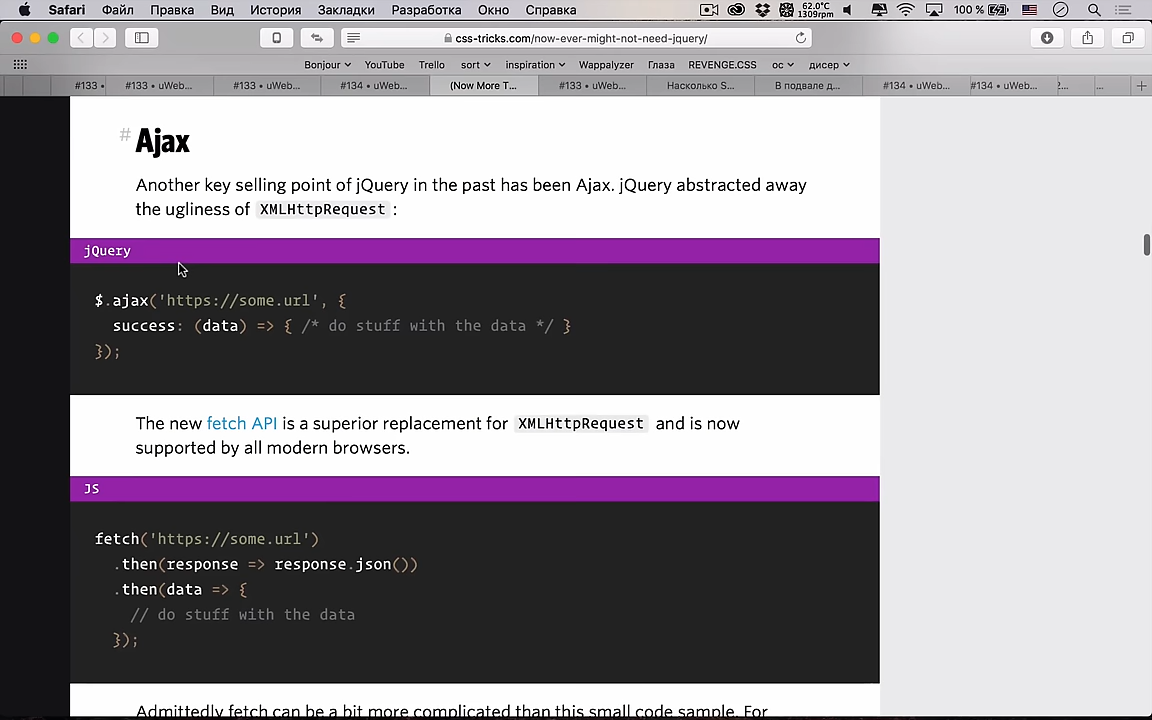 Safari Файл Правка Вид История Закладки Разработка Окно Справка 62.0°C 1309rpm 100 %
css-tricks.com/now-ever-might-not-need-jquery/
Bonjour YouTube Trello sort inspiration Wappalyzer Глаза REVENGE.CSS ос дисер
#133 • #133 • uWeb... #133 • uWeb... #134 • uWeb... (Now More T... #133 • uWeb... Насколько S... В подвале д... #134 • uWeb... #134 • uWeb... 2... ...
# Ajax
Another key selling point of jQuery in the past has been Ajax. jQuery abstracted away
the ugliness of XMLHttpRequest :
jQuery
$.ajax('https://some.url', {
success: (data) => { /* do stuff with the data */ }
});
The new fetch API is a superior replacement for XMLHttpRequest and is now
supported by all modern browsers.
JS
fetch('https://some.url')
.then(response => response.json())
.then(data => {
// do stuff with the data
});
Admittedly fetch can be a bit more complicated than this small code sample. For